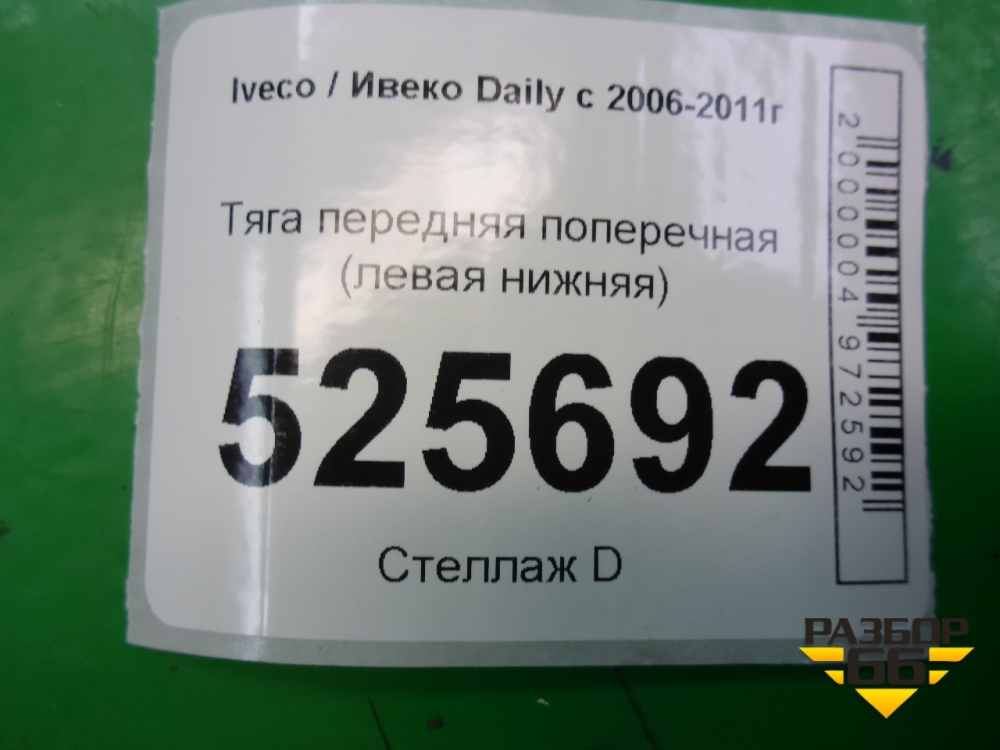 Iveco / Ивеко Daily с 2006-2011г
Тяга передняя поперечная
(левая нижняя)
525692
Стеллаж D
2000004972592
РАЗБОР
66